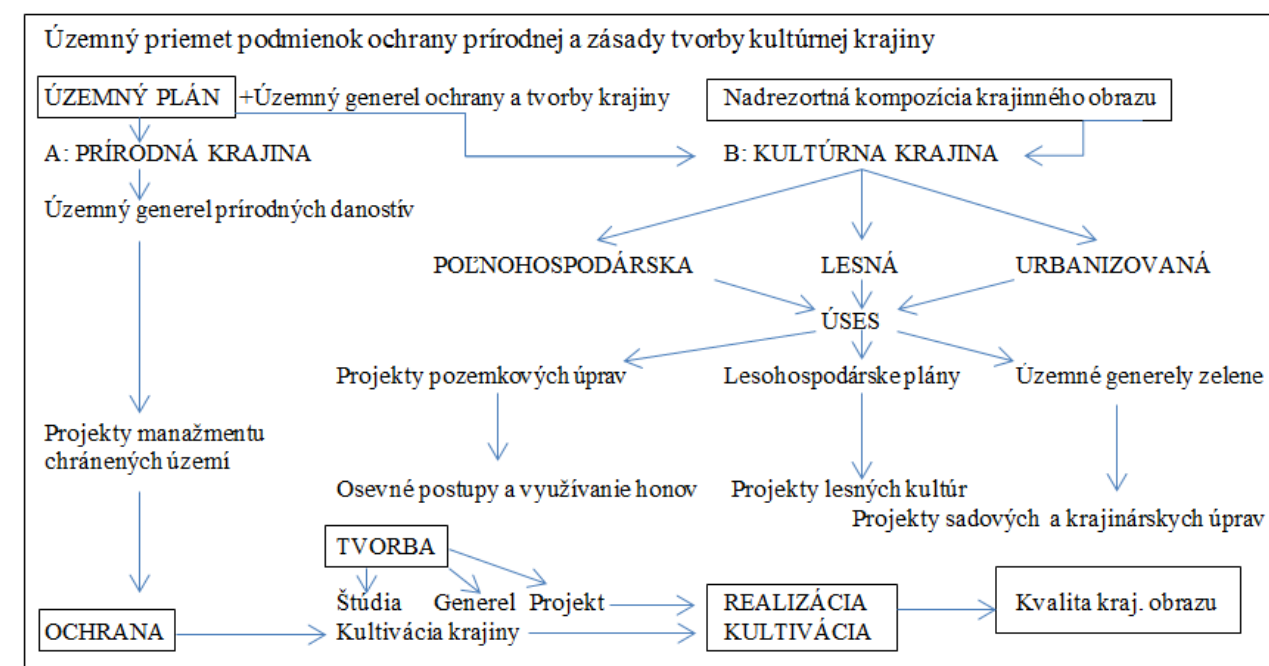 Územný priemet podmienok ochrany prírodnej a zásady tvorby kultúrnej krajiny
ÚZEMNÝ PLÁN +Územný generel ochrany a tvorby krajiny
Nadrezortná kompozícia krajinného obrazu
A: PRÍRODNÁ KRAJINA
B: KULTÚRNA KRAJINA
Územný generel prírodných daností v
POĽNOHOSPODÁRSKA
LESNÁ
URBANIZOVANÁ
ÚSES
Projekty pozemkových úprav
Lesohospodárske plány
Územné generely zelene
Projekty manažmentu
chránených území
Osevné postupy a využívanie honov
Projekty lesných kultúr
Projekty sadových a krajinárskych úprav
TVORBA
Štúdia Generel Projekt
REALIZÁCIA
Kvalita kraj. obrazu
OCHRANA
Kultivácia krajiny
KULTIVÁCIA